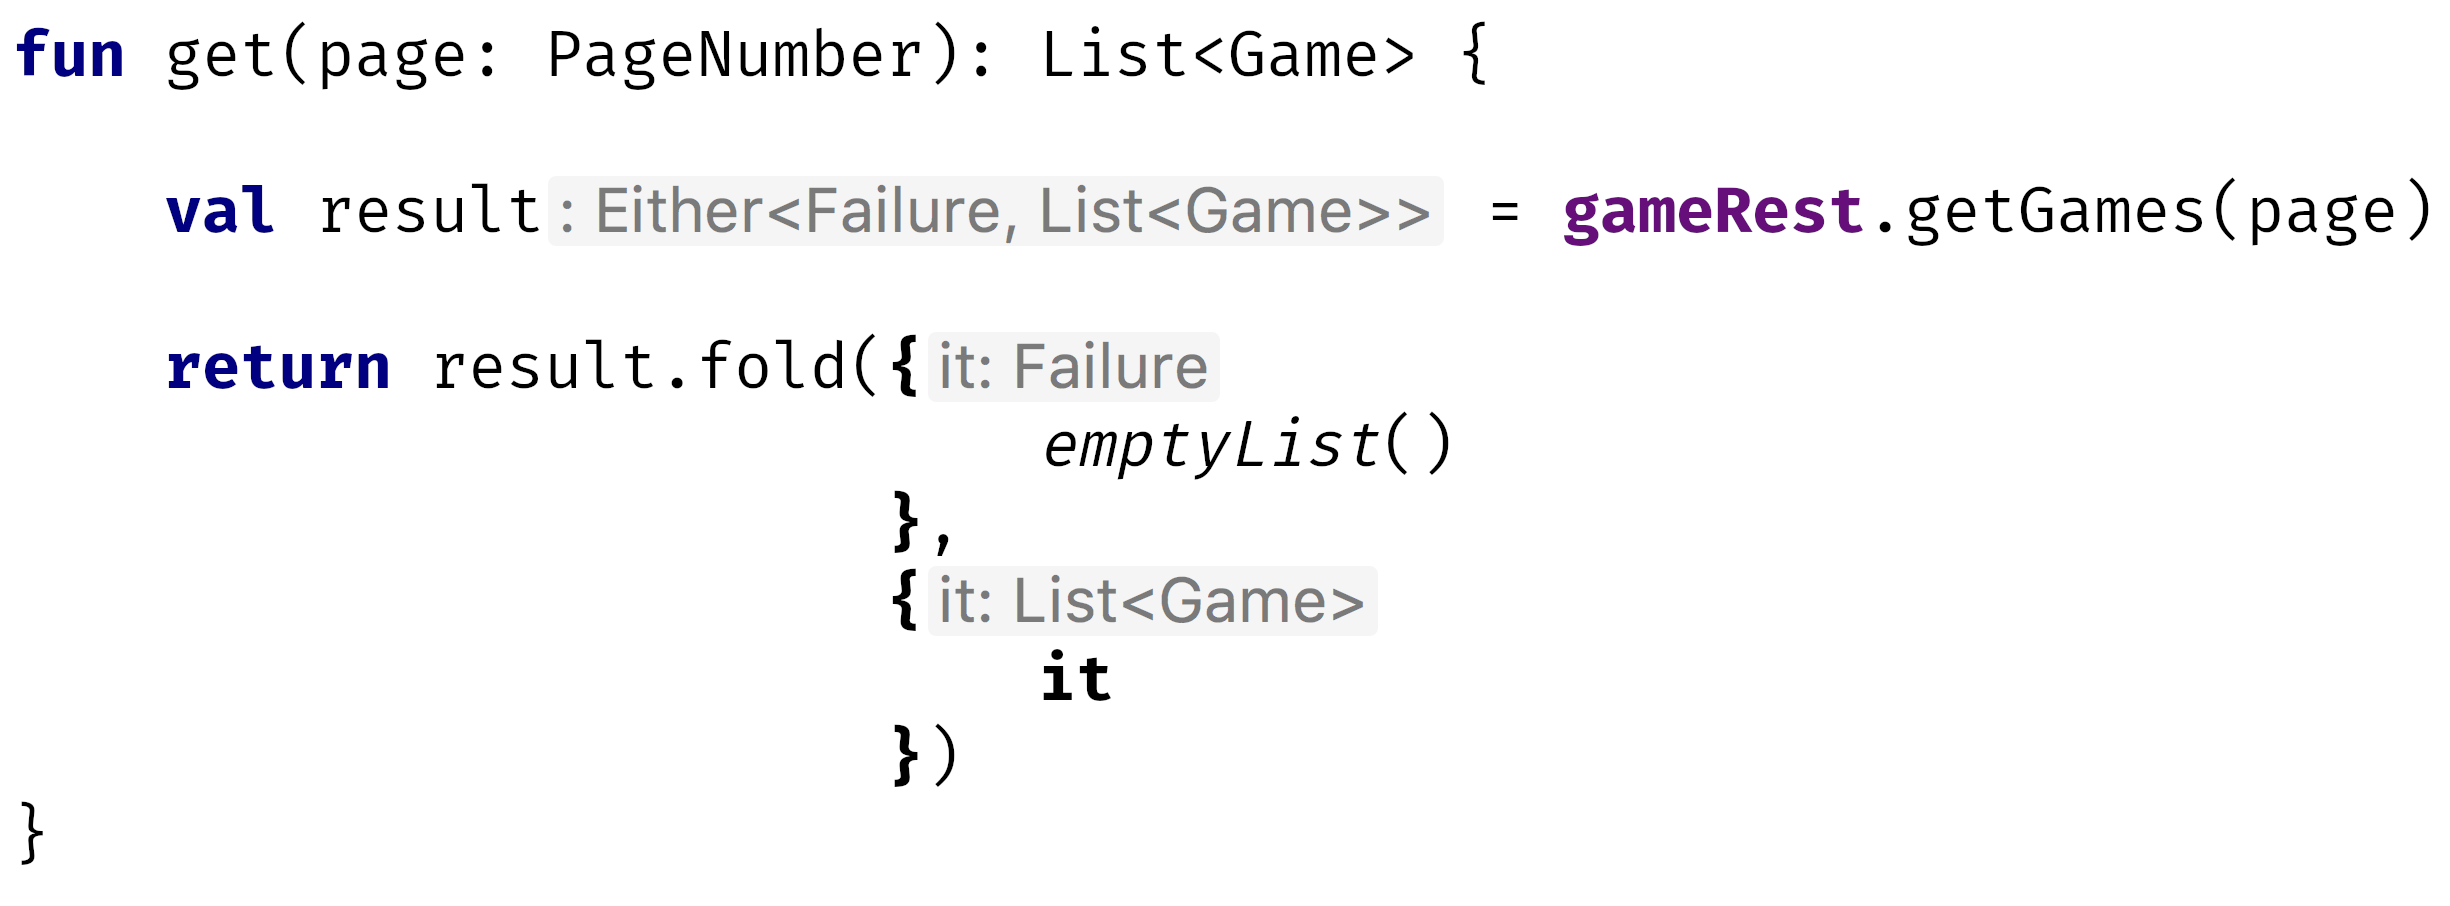 fun get(page: PageNumber): List<Game> {
val result: Either<Failure, List<Game>> = gameRest.getGames(page)
return result.fold({ it: Failure
emptyList()
},
{ it: List<Game>
it
})
}